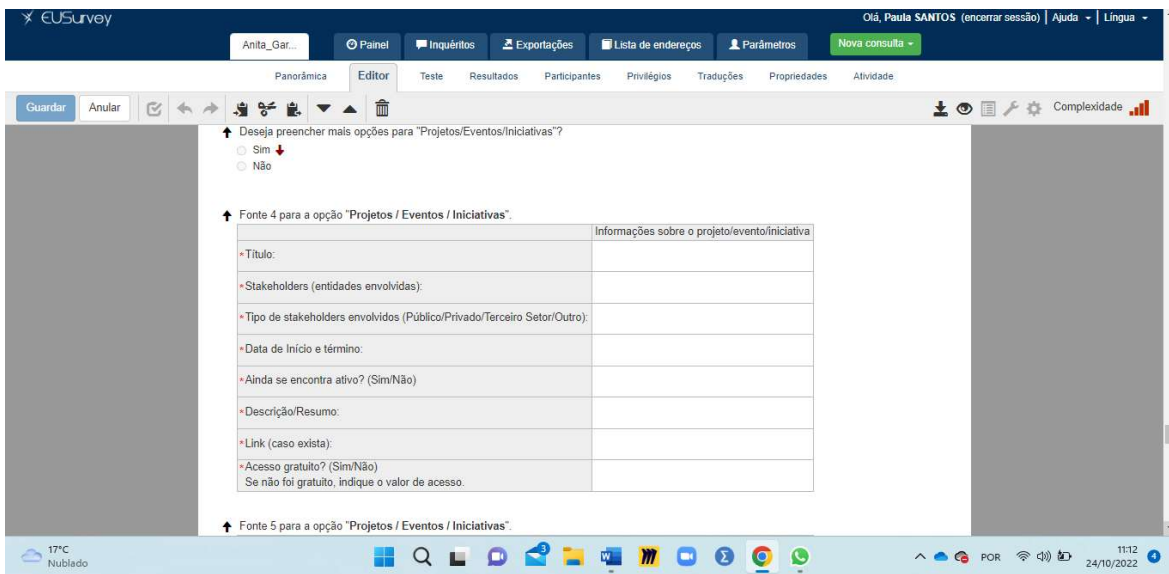 EUSurvey
Olá, Paula SANTOS (encerrar sessão) | Ajuda | Língua
Anita_Gar...
Painel
Inquéritos
Exportações
Lista de endereços
Parâmetros
Nova consulta
Panorâmica
Editor
Teste
Resultados
Participantes
Privilégios
Traduções
Propriedades
Atividade
Guardar
Anular
Complexidade
Deseja preencher mais opções para "Projetos/Eventos/Iniciativas"?
Sim
Não
Fonte 4 para a opção "Projetos / Eventos / Iniciativas".
Informações sobre o projeto/evento/iniciativa
*Título:
*Stakeholders (entidades envolvidas):
*Tipo de stakeholders envolvidos (Público/Privado/Terceiro Setor/Outro):
*Data de Início e término:
*Ainda se encontra ativo? (Sim/Não)
*Descrição/Resumo:
*Link (caso exista):
*Acesso gratuito? (Sim/Não)
Se não foi gratuito, indique o valor de acesso.
Fonte 5 para a opção "Projetos / Eventos / Iniciativas".
17°C
Nublado
3
POR
11:12
24/10/2022
4